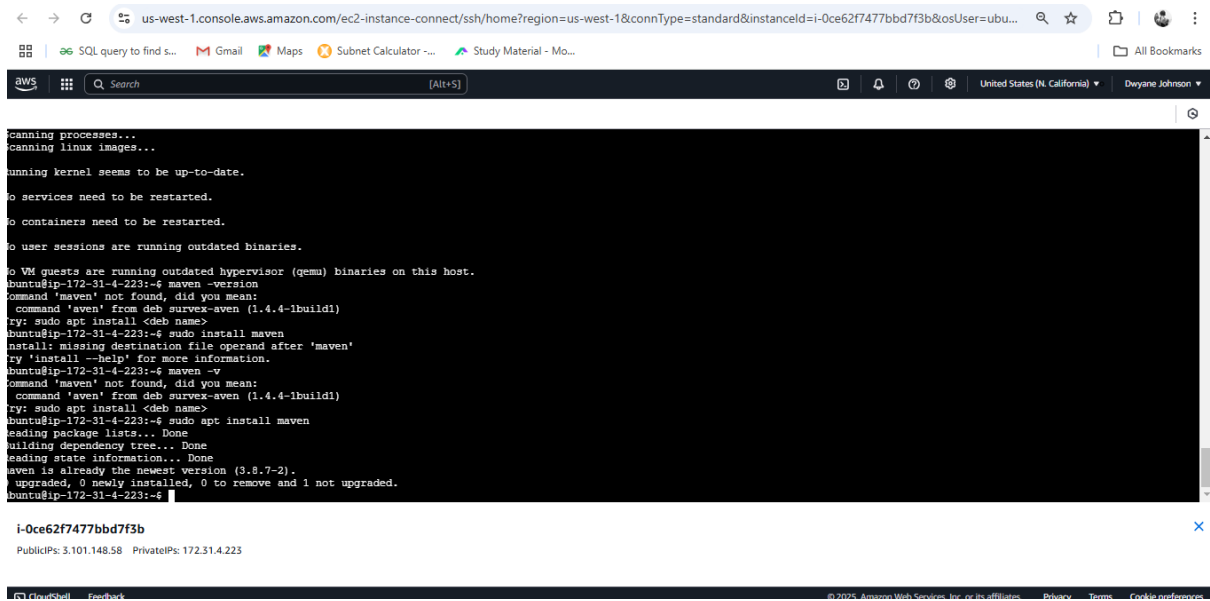 us-west-1.console.aws.amazon.com/ec2-instance-connect/ssh/home?region=us-west-1&connType=standard&instanceId=i-0ce62f7477bbd7f3b&osUser=ubu...
SQL query to find s... Gmail Maps Subnet Calculator -... Study Material - Mo... All Bookmarks
aws Search [Alt+S] United States (N. California) Dwyane Johnson
canning processes...
canning linux images...
unning kernel seems to be up-to-date.
o services need to be restarted.
o containers need to be restarted.
o user sessions are running outdated binaries.
o VM guests are running outdated hypervisor (qemu) binaries on this host.
buntu@ip-172-31-4-223:~$ maven -version
ommand 'maven' not found, did you mean:
command 'aven' from deb survex-aven (1.4.4-1build1)
ry: sudo apt install <deb name>
buntu@ip-172-31-4-223:~$ sudo install maven
nstall: missing destination file operand after 'maven'
ry 'install --help' for more information.
buntu@ip-172-31-4-223:~$ maven -v
ommand 'maven' not found, did you mean:
command 'aven' from deb survex-aven (1.4.4-1build1)
ry: sudo apt install <deb name>
buntu@ip-172-31-4-223:~$ sudo apt install maven
eading package lists... Done
uilding dependency tree... Done
eading state information... Done
aven is already the newest version (3.8.7-2).
upgraded, 0 newly installed, 0 to remove and 1 not upgraded.
buntu@ip-172-31-4-223:~$
i-0ce62f7477bbd7f3b
PublicIPs: 3.101.148.58 PrivateIPs: 172.31.4.223
CloudShell Feedback © 2025, Amazon Web Services, Inc. or its affiliates. Privacy Terms Cookie preferences